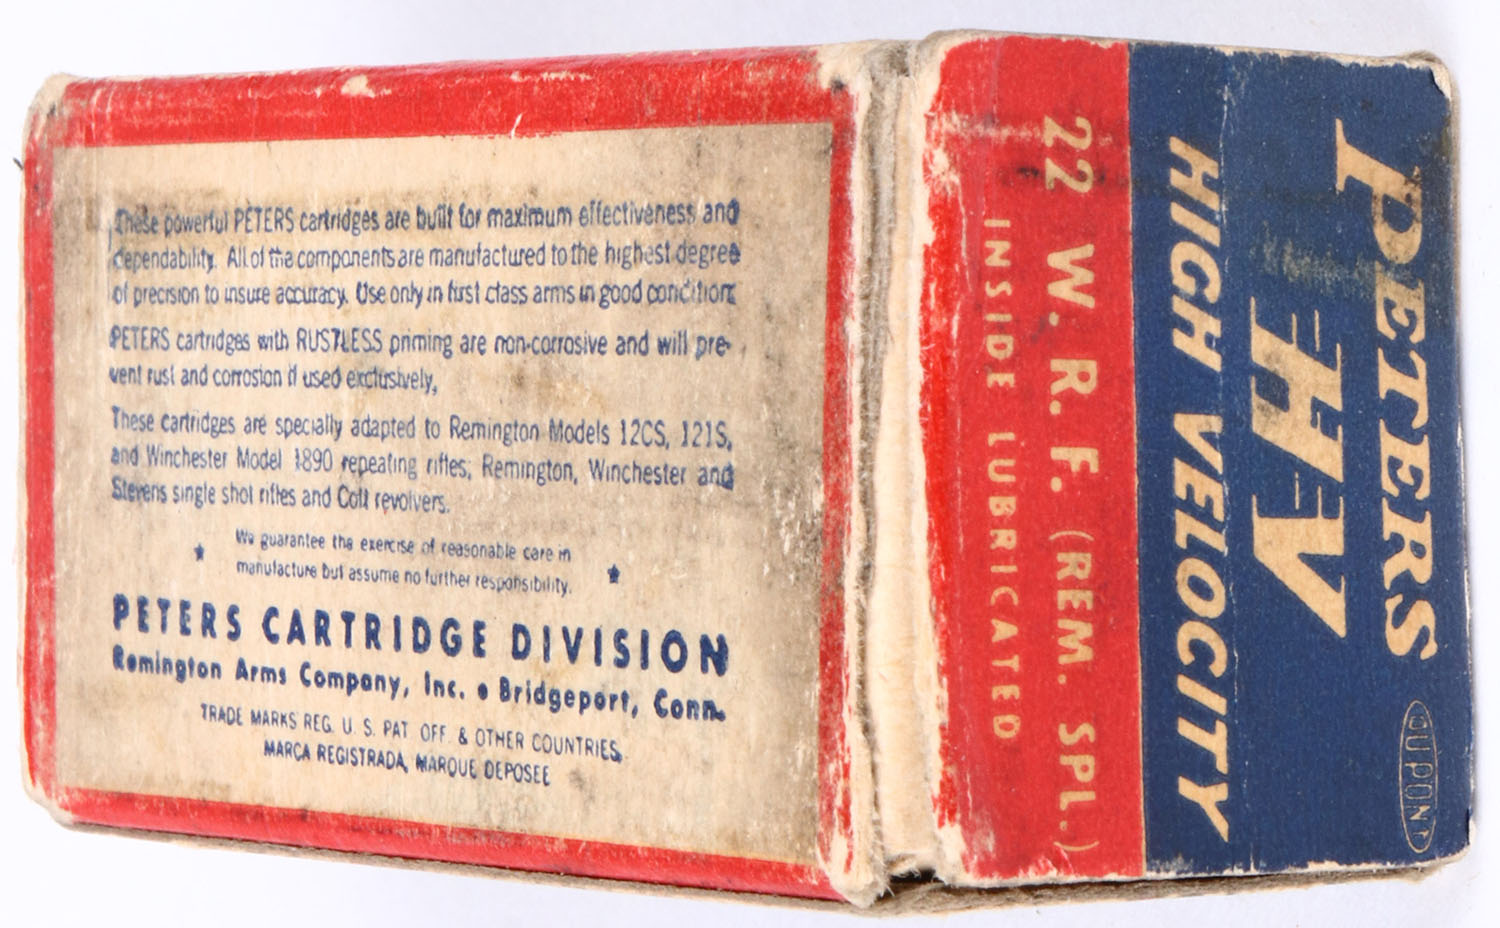 These powerful PETERS cartridges are built for maximum effectiveness and
dependability. All of the components are manufactured to the highest degree
of precision to insure accuracy. Use only in first class arms in good condition.
PETERS cartridges with RUSTLESS priming are non-corrosive and will pre-
vent rust and corrosion if used exclusively.
These cartridges are specially adapted to Remington Models 12CS, 121S,
and Winchester Model 1890 repeating rifles; Remington, Winchester and
Stevens single shot rifles and Colt revolvers.
We guarantee the exercise of reasonable care in
manufacture but assume no further responsibility.
PETERS CARTRIDGE DIVISION
Remington Arms Company, Inc. • Bridgeport, Conn.
TRADE MARKS REG. U. S. PAT. OFF. & OTHER COUNTRIES,
MARCA REGISTRADA, MARQUE DEPOSEE
PETERS
HV
HIGH VELOCITY
22 W. R. F. (REM. SPL.)
INSIDE LUBRICATED
DUPONT